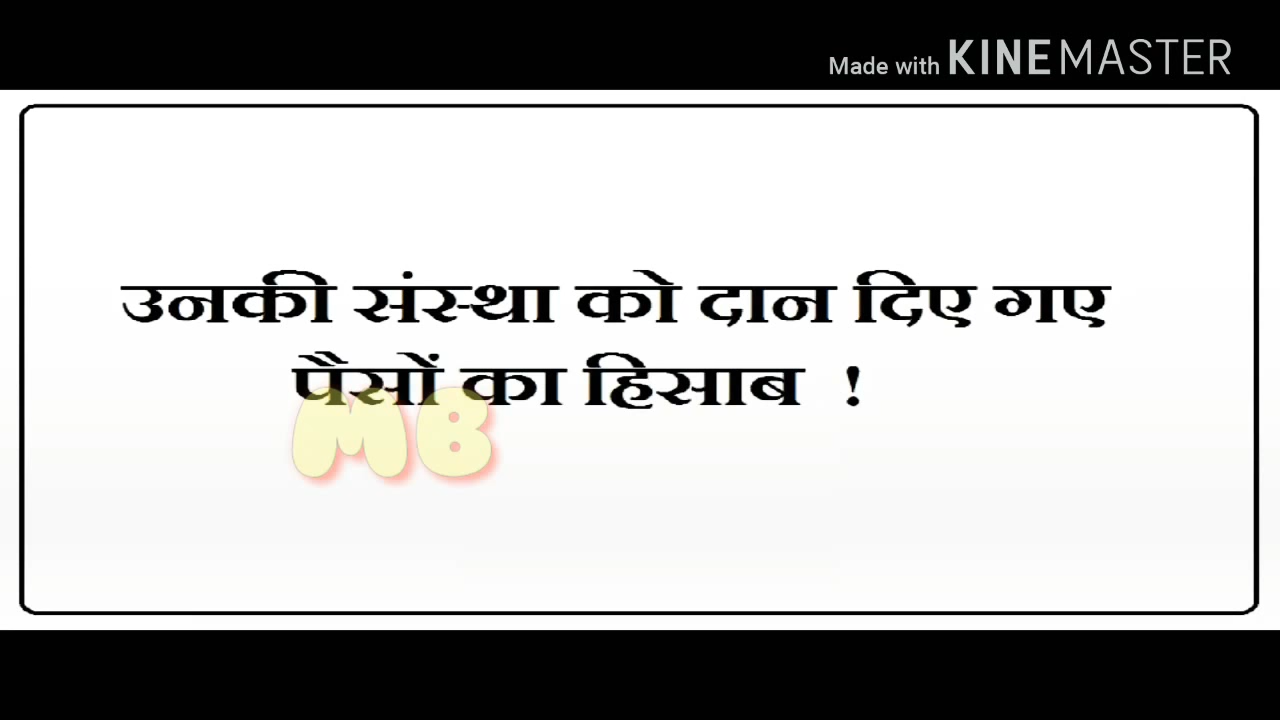 Made with KINEMASTER
उनकी संस्था को दान दिए गए
पैसों का हिसाब !
MB